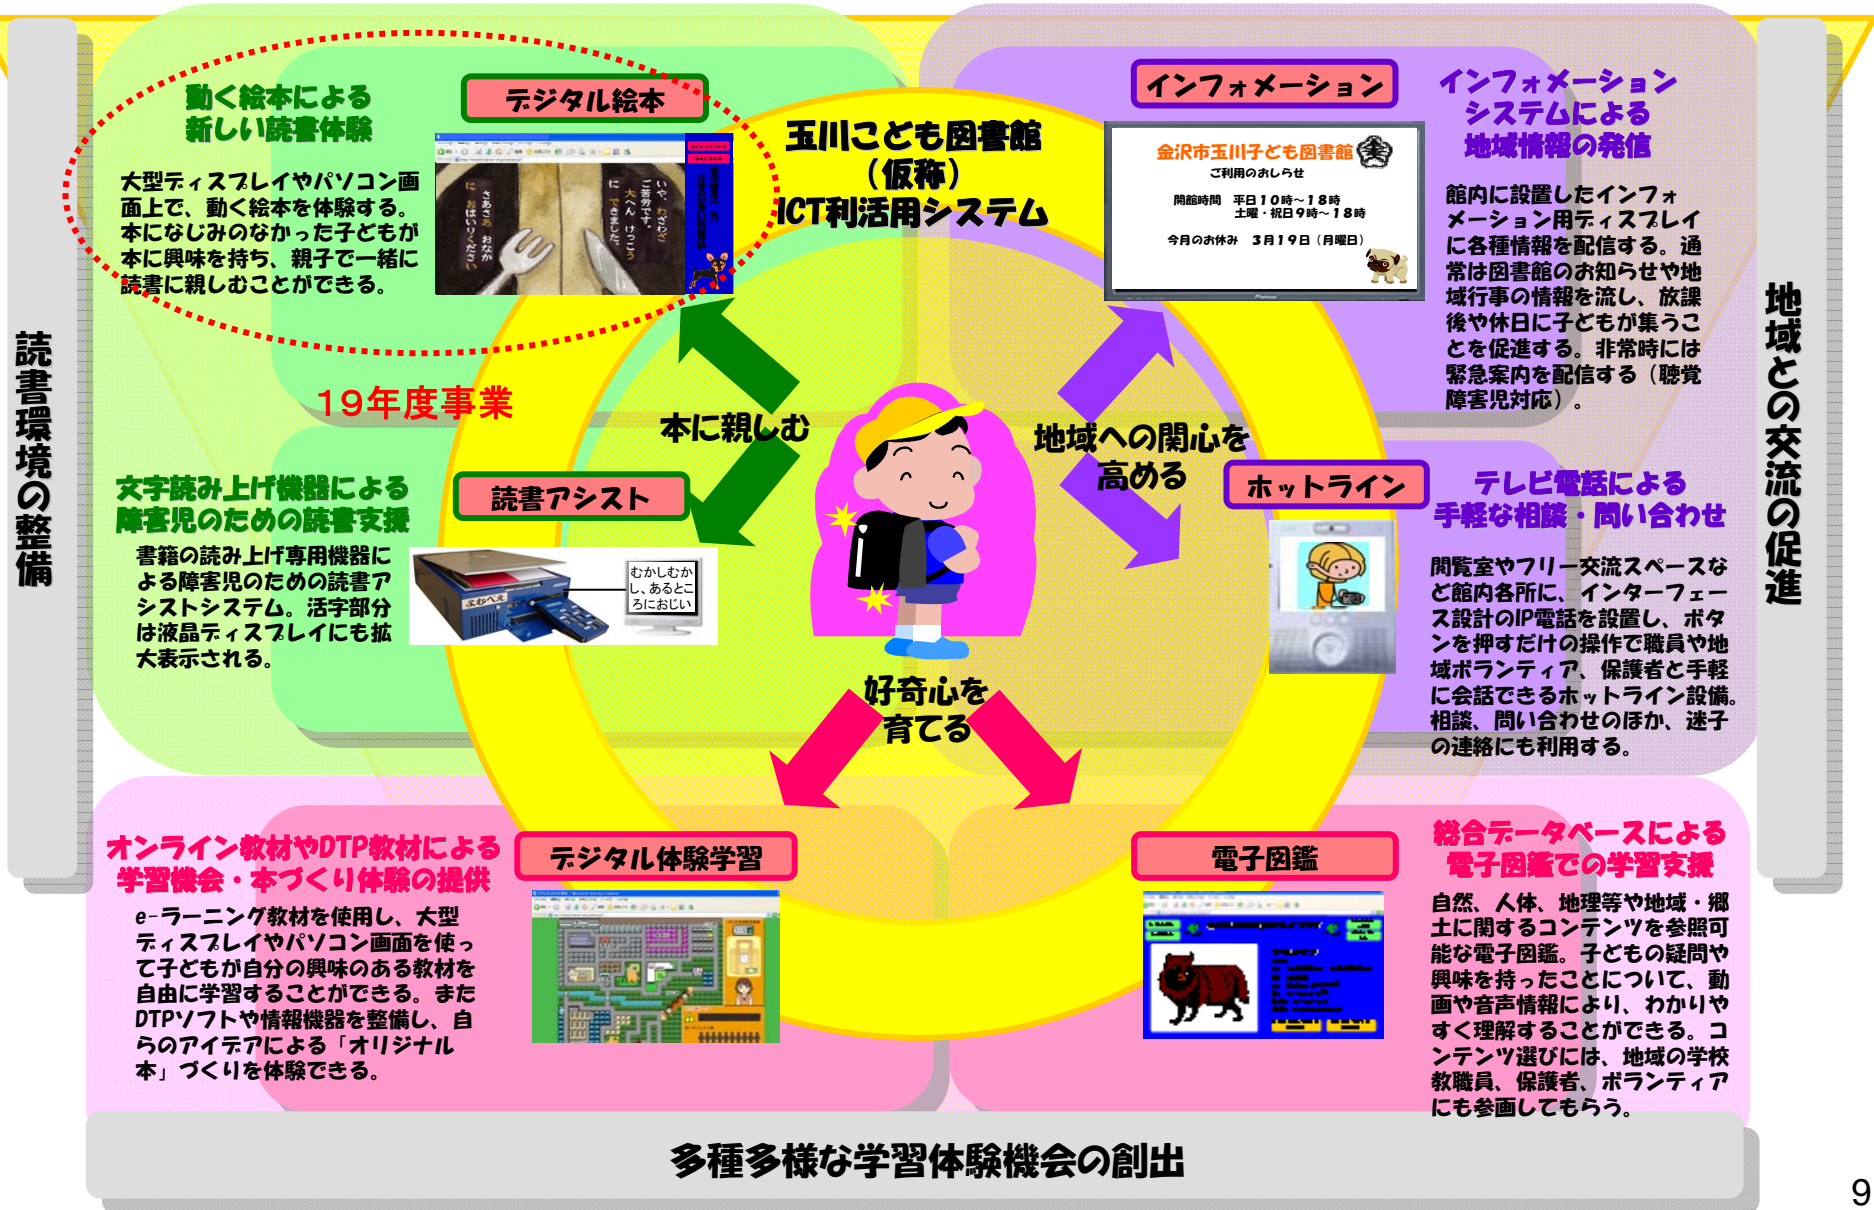 読書環境の整備
動く絵本による
新しい読書体験
大型ディスプレイやパソコン画
面上で、動く絵本を体験する。
本になじみのなかった子どもが
本に興味を持ち、親子で一緒に
読書に親しむことができる。
デジタル絵本
いや、わざわざ
ご苦労です。
大へん けっこう
に できました。
さあさあ おなか
に おはいりください
19年度事業
玉川こども図書館
（仮称）
ICT利活用システム
インフォメーション
金沢市玉川子ども図書館
ご利用のおしらせ
開館時間 平日10時～18時
土曜・祝日9時～18時
今月のお休み 3月19日（月曜日）
インフォメーション
システムによる
地域情報の発信
館内に設置したインフォ
メーション用ディスプレイ
に各種情報を配信する。通
常は図書館のお知らせや地
域行事の情報を流し、放課
後や休日に子どもが集うこ
とを促進する。非常時には
緊急案内を配信する（聴覚
障害児対応）。
地域との交流の促進
本に親しむ
地域への関心を
高める
文字読み上げ機器による
障害児のための読書支援
書籍の読み上げ専用機器に
よる障害児のための読書ア
シストシステム。活字部分
は液晶ディスプレイにも拡
大表示される。
読書アシスト
よむべえ
むかしむか
し、あるとこ
ろにおじい
ホットライン
テレビ電話による
手軽な相談・問い合わせ
閲覧室やフリー交流スペースな
ど館内各所に、インターフェー
ス設計のIP電話を設置し、ボタ
ンを押すだけの操作で職員や地
域ボランティア、保護者と手軽
に会話できるホットライン設備。
相談、問い合わせのほか、迷子
の連絡にも利用する。
好奇心を
育てる
オンライン教材やDTP教材による
学習機会・本づくり体験の提供
e-ラーニング教材を使用し、大型
ディスプレイやパソコン画面を使っ
て子どもが自分の興味のある教材を
自由に学習することができる。また
DTPソフトや情報機器を整備し、自
らのアイデアによる「オリジナル
本」づくりを体験できる。
デジタル体験学習
電子図鑑
総合データベースによる
電子図鑑での学習支援
自然、人体、地理等や地域・郷
土に関するコンテンツを参照可
能な電子図鑑。子どもの疑問や
興味を持ったことについて、動
画や音声情報により、わかりや
すく理解することができる。コ
ンテンツ選びには、地域の学校
教職員、保護者、ボランティア
にも参画してもらう。
多種多様な学習体験機会の創出
9